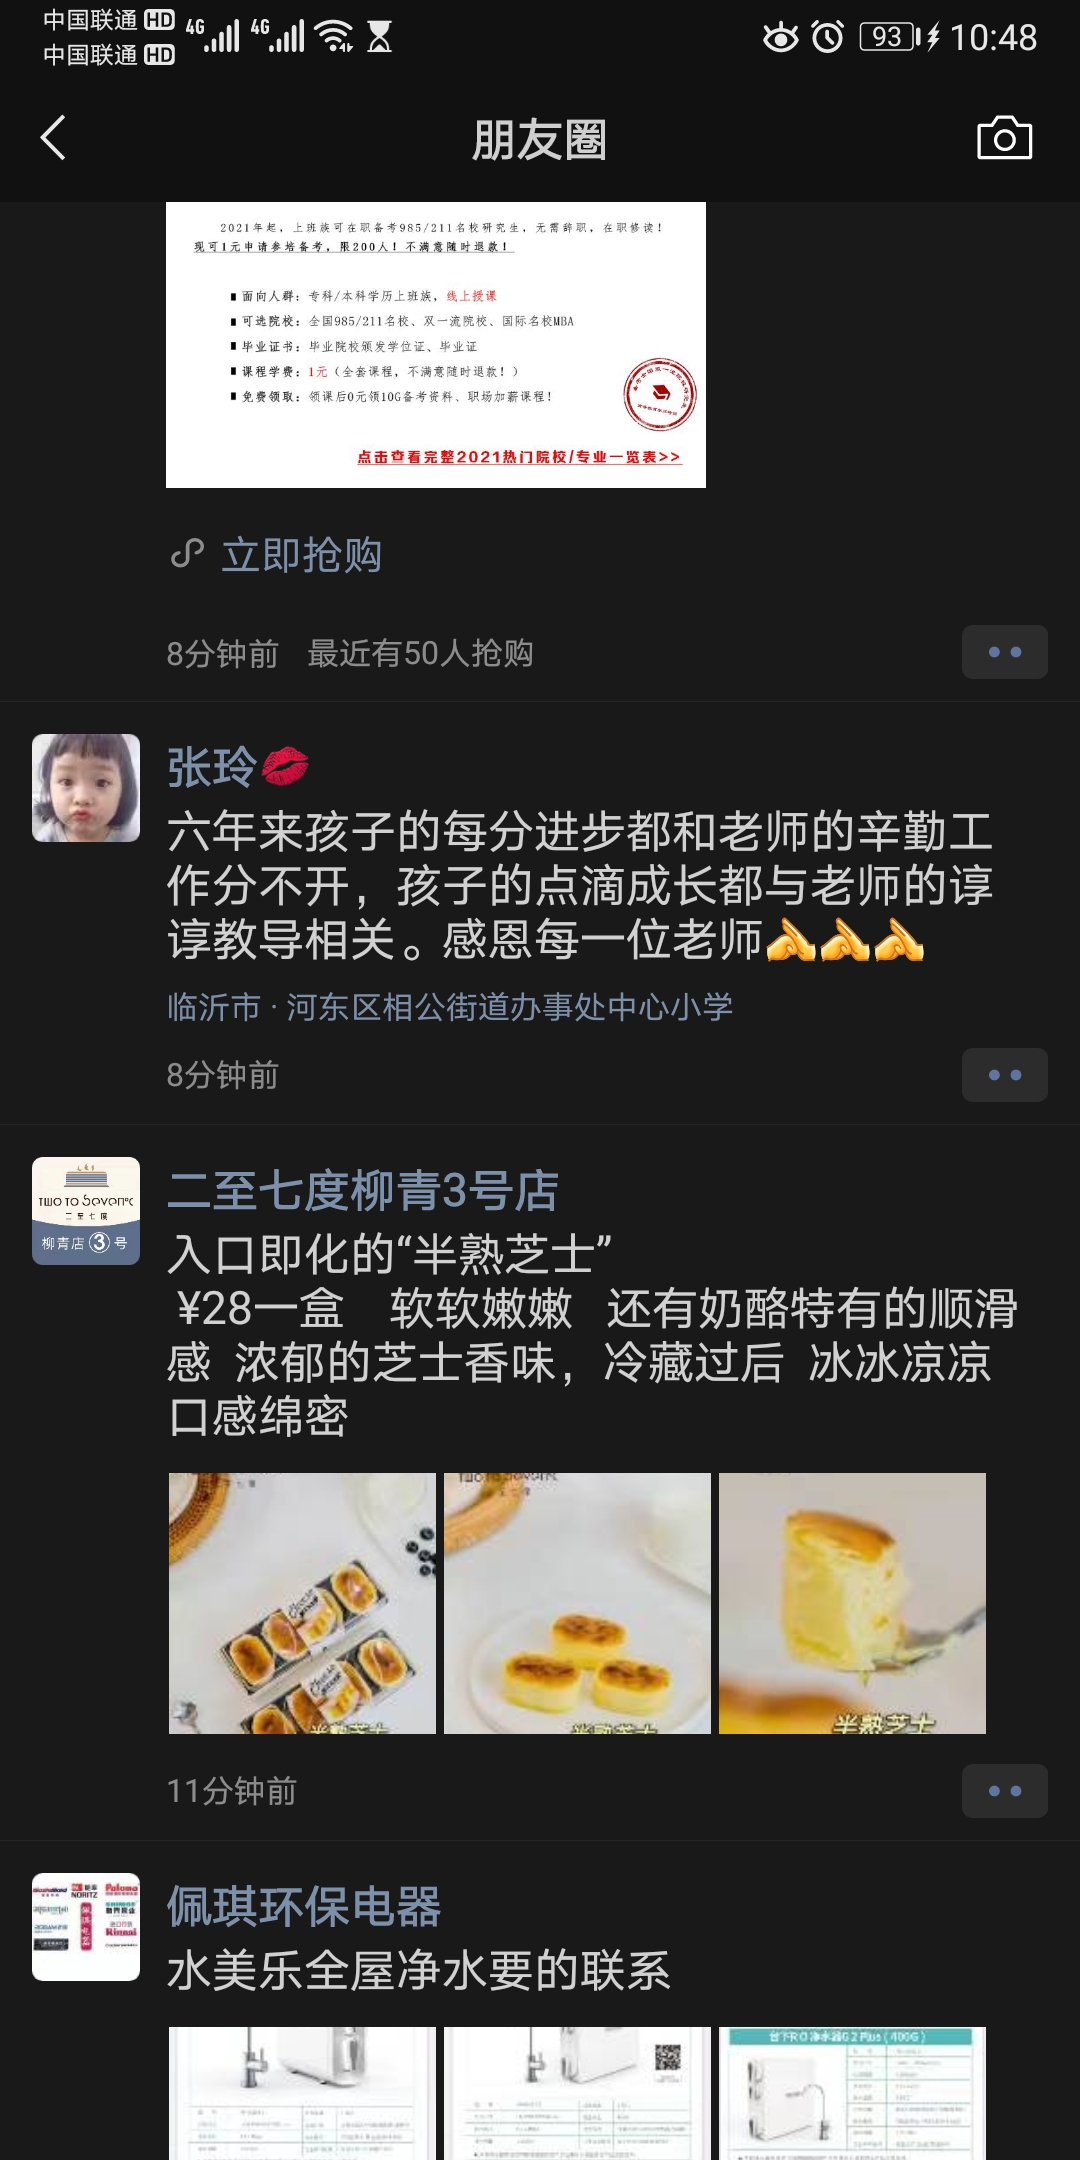 中国联通 HD 4G 4G 93 10:48
中国联通 HD
朋友圈
2021年起，上班族可在职备考985/211名校研究生，无需辞职，在职修读！
现可1元申请参培备考，限200人！不满意随时退款！
■ 面向人群：专科/本科学历上班族，线上授课
■ 可选院校：全国985/211名校、双一流院校、国际名校MBA
■ 毕业证书：毕业院校颁发学位证、毕业证
■ 课程学费：1元（全套课程，不满意随时退款！）
■ 免费领取：领课后0元领10G备考资料、职场加薪课程！
点击查看完整2021热门院校/专业一览表>>
立即抢购
8分钟前 最近有50人抢购
张玲💋
六年来孩子的每分进步都和老师的辛勤工
作分不开，孩子的点滴成长都与老师的谆
谆教导相关。感恩每一位老师
临沂市 · 河东区相公街道办事处中心小学
8分钟前
TWO TO Seven°C
二至七度
柳青店③号
二至七度柳青3号店
入口即化的“半熟芝士”
¥28一盒 软软嫩嫩 还有奶酪特有的顺滑
感 浓郁的芝士香味，冷藏过后 冰冰凉凉
口感绵密
半熟芝士
半熟芝士
半熟芝士
11分钟前
NORITZ
Paloma
Rinnai
佩琪环保电器
水美乐全屋净水要的联系
台下RO净水器G2 Plus（400G）